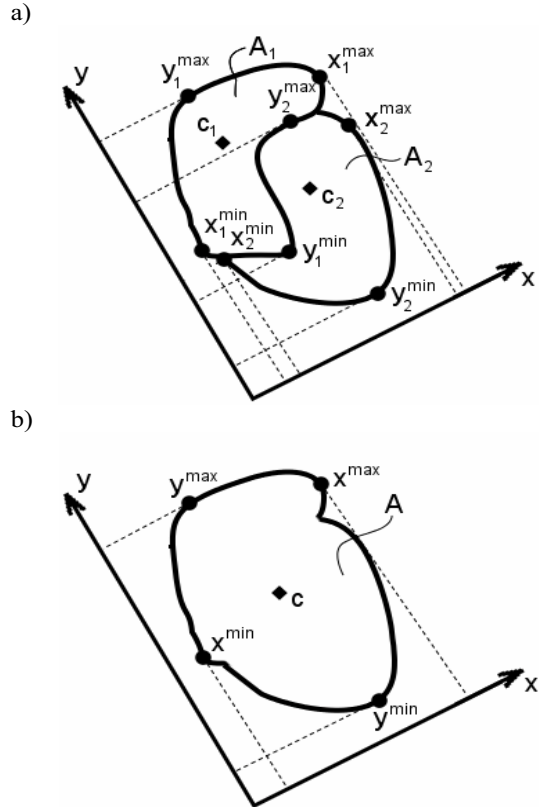 a)
y
A₁
x₁ᵐᵃˣ
y₁ᵐᵃˣ
y₂ᵐᵃˣ
x₂ᵐᵃˣ
c₁
A₂
c₂
x₁ᵐⁱⁿ
x₂ᵐⁱⁿ
y₁ᵐⁱⁿ
x
y₂ᵐⁱⁿ
b)
y
yᵐᵃˣ
xᵐᵃˣ
A
c
xᵐⁱⁿ
x
yᵐⁱⁿ